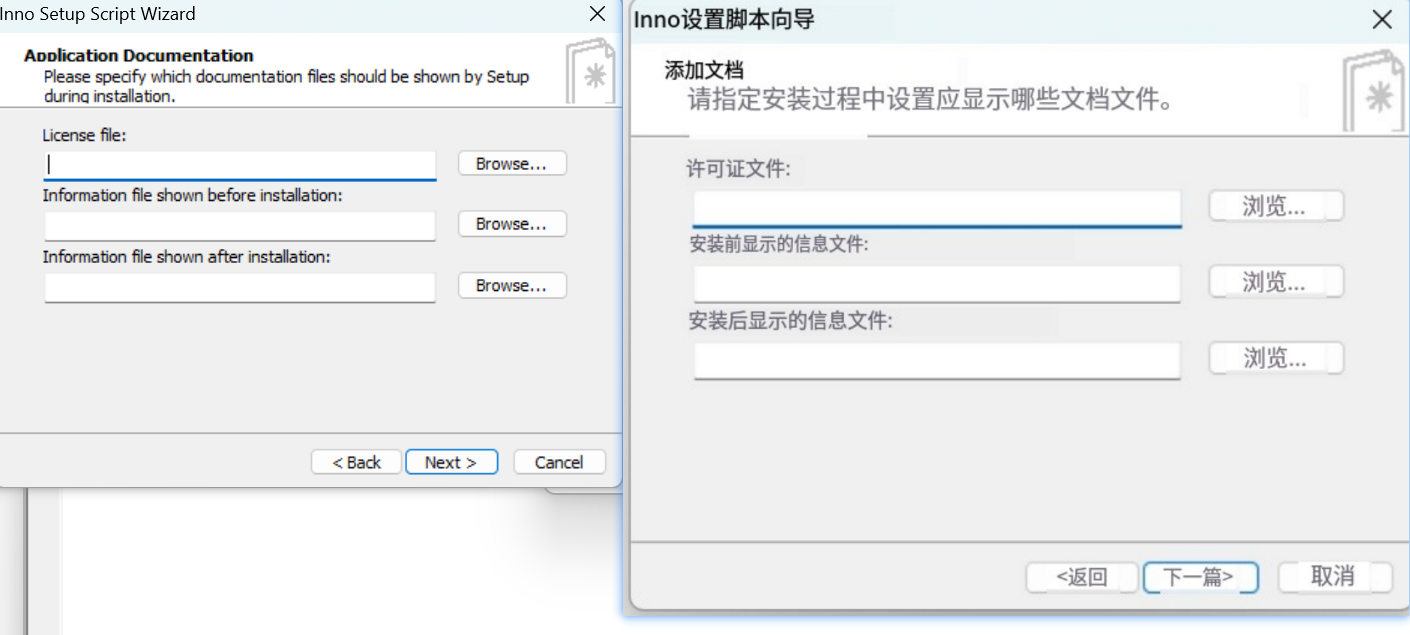 Inno Setup Script Wizard
Application Documentation
Please specify which documentation files should be shown by Setup
during installation.
License file:
Browse...
Information file shown before installation:
Browse...
Information file shown after installation:
Browse...
< Back
Next >
Cancel
Inno设置脚本向导
添加文档
请指定安装过程中设置应显示哪些文档文件。
许可证文件:
浏览...
安装前显示的信息文件:
浏览...
安装后显示的信息文件:
浏览...
<返回
下一篇>
取消